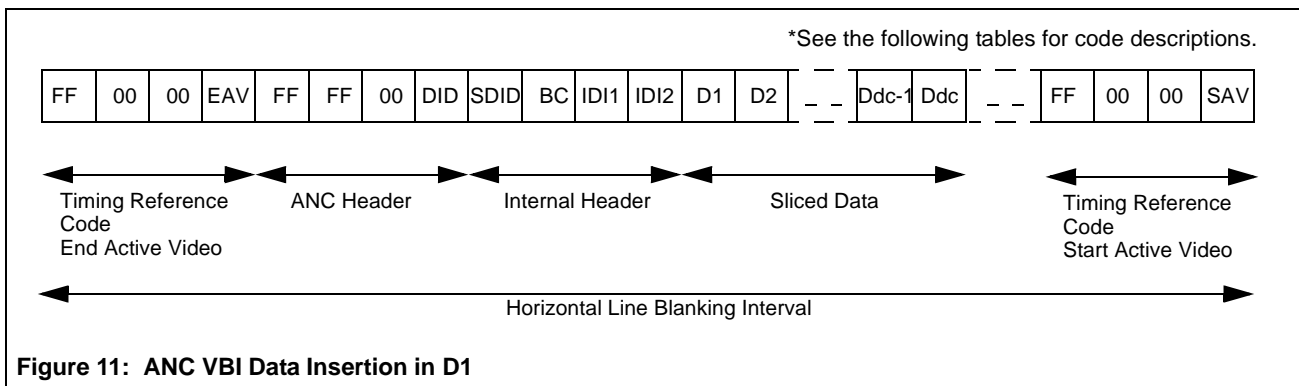 *See the following tables for code descriptions.
FF 00 00 EAV FF FF 00 DID SDID BC IDI1 IDI2 D1 D2 Ddc-1 Ddc FF 00 00 SAV
Timing Reference Code End Active Video
ANC Header
Internal Header
Sliced Data
Timing Reference Code Start Active Video
Horizontal Line Blanking Interval
Figure 11: ANC VBI Data Insertion in D1